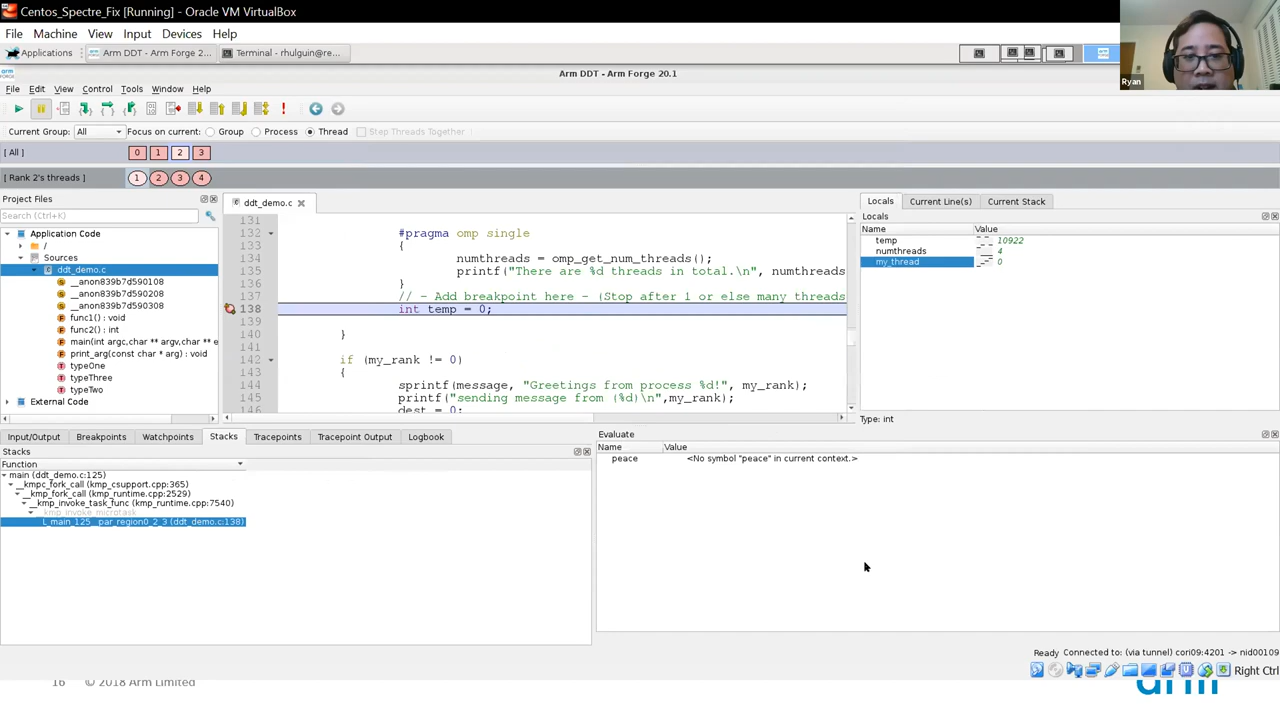 Centos_Spectre_Fix [Running] - Oracle VM VirtualBox
File Machine View Input Devices Help
Applications Arm DDT - Arm Forge 2... Terminal - rhulguin@re...
Ryan
arm FORGE Arm DDT - Arm Forge 20.1
File Edit View Control Tools Window Help
Current Group: All Focus on current: Group Process Thread Step Threads Together
[ All ] 0 1 2 3
[ Rank 2's threads ] 1 2 3 4
Project Files
Search (Ctrl+K)
Application Code
/
Sources
ddt_demo.c
__anon839b7d590108
__anon839b7d590208
__anon839b7d590308
func1() : void
func2() : int
main(int argc,char ** argv,char ** e
print_arg(const char * arg) : void
typeOne
typeThree
typeTwo
External Code
ddt_demo.c
131
132 #pragma omp single
133 {
134 numthreads = omp_get_num_threads();
135 printf("There are %d threads in total.\n", numthreads
136 }
137 // - Add breakpoint here - (Stop after 1 or else many threads
138 int temp = 0;
139
140 }
141
142 if (my_rank != 0)
143 {
144 sprintf(message, "Greetings from process %d!", my_rank);
145 printf("sending message from (%d)\n",my_rank);
146 dest = 0;
Locals Current Line(s) Current Stack
Locals
Name Value
temp 10922
numthreads 4
my_thread 0
Type: int
Input/Output Breakpoints Watchpoints Stacks Tracepoints Tracepoint Output Logbook
Stacks
Function
main (ddt_demo.c:125)
__kmpc_fork_call (kmp_csupport.cpp:365)
__kmp_fork_call (kmp_runtime.cpp:2529)
__kmp_invoke_task_func (kmp_runtime.cpp:7540)
__kmp_invoke_microtask
L_main_125__par_region0_2_3 (ddt_demo.c:138)
Evaluate
Name Value
peace <No symbol "peace" in current context.>
Ready Connected to: (via tunnel) cori09:4201 -> nid00109
Right Ctrl
16 © 2018 Arm Limited
arm